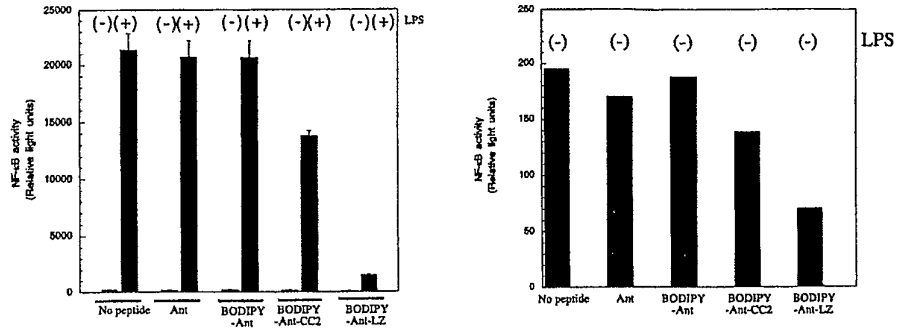 (-)(+) (-)(+) (-)(+) (-)(+) (-)(+) LPS
25000
20000
15000
10000
5000
0
NF-κB activity
(Relative light units)
No peptide
Ant
BODIPY
-Ant
BODIPY
-Ant-CC2
BODIPY
-Ant-LZ
(-) (-) (-) (-) (-) LPS
250
200
150
100
50
0
NF-κB activity
(Relative light units)
No peptide
Ant
BODIPY
-Ant
BODIPY
-Ant-CC2
BODIPY
-Ant-LZ